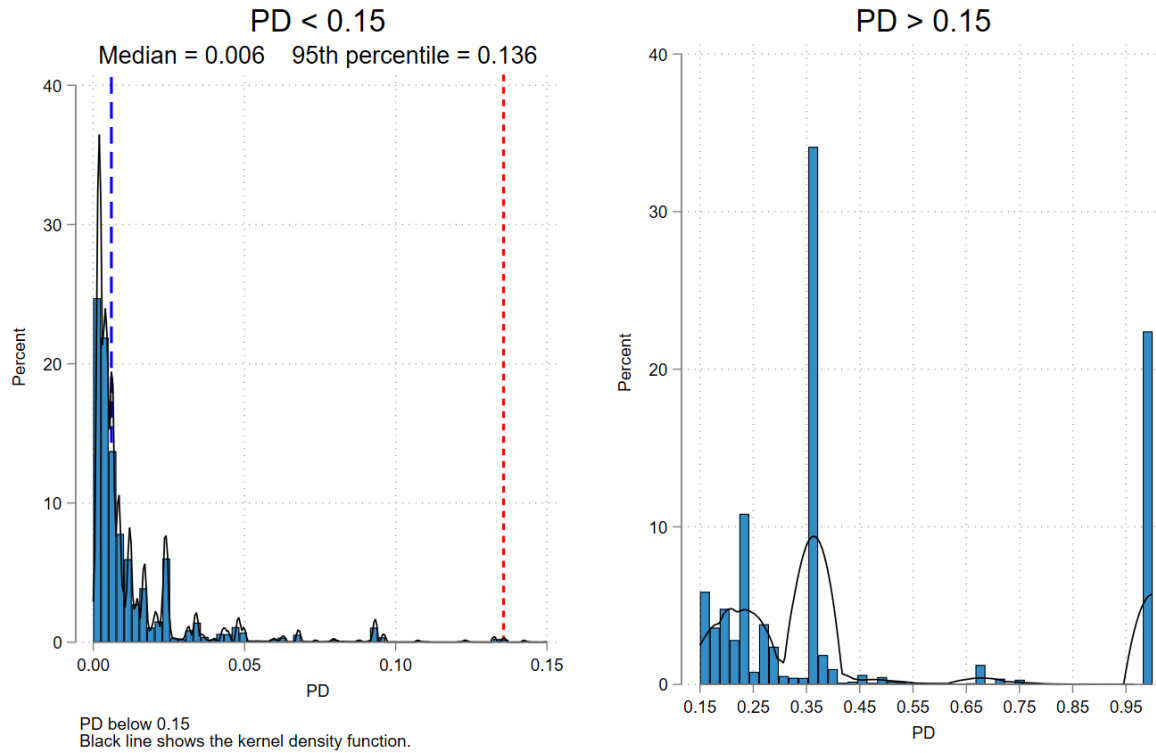 PD < 0.15
Median = 0.006 95th percentile = 0.136
40
30
20
10
0
Percent
0.00 0.05 0.10 0.15
PD
PD below 0.15
Black line shows the kernel density function.
PD > 0.15
40
30
20
10
0
Percent
0.15 0.25 0.35 0.45 0.55 0.65 0.75 0.85 0.95
PD